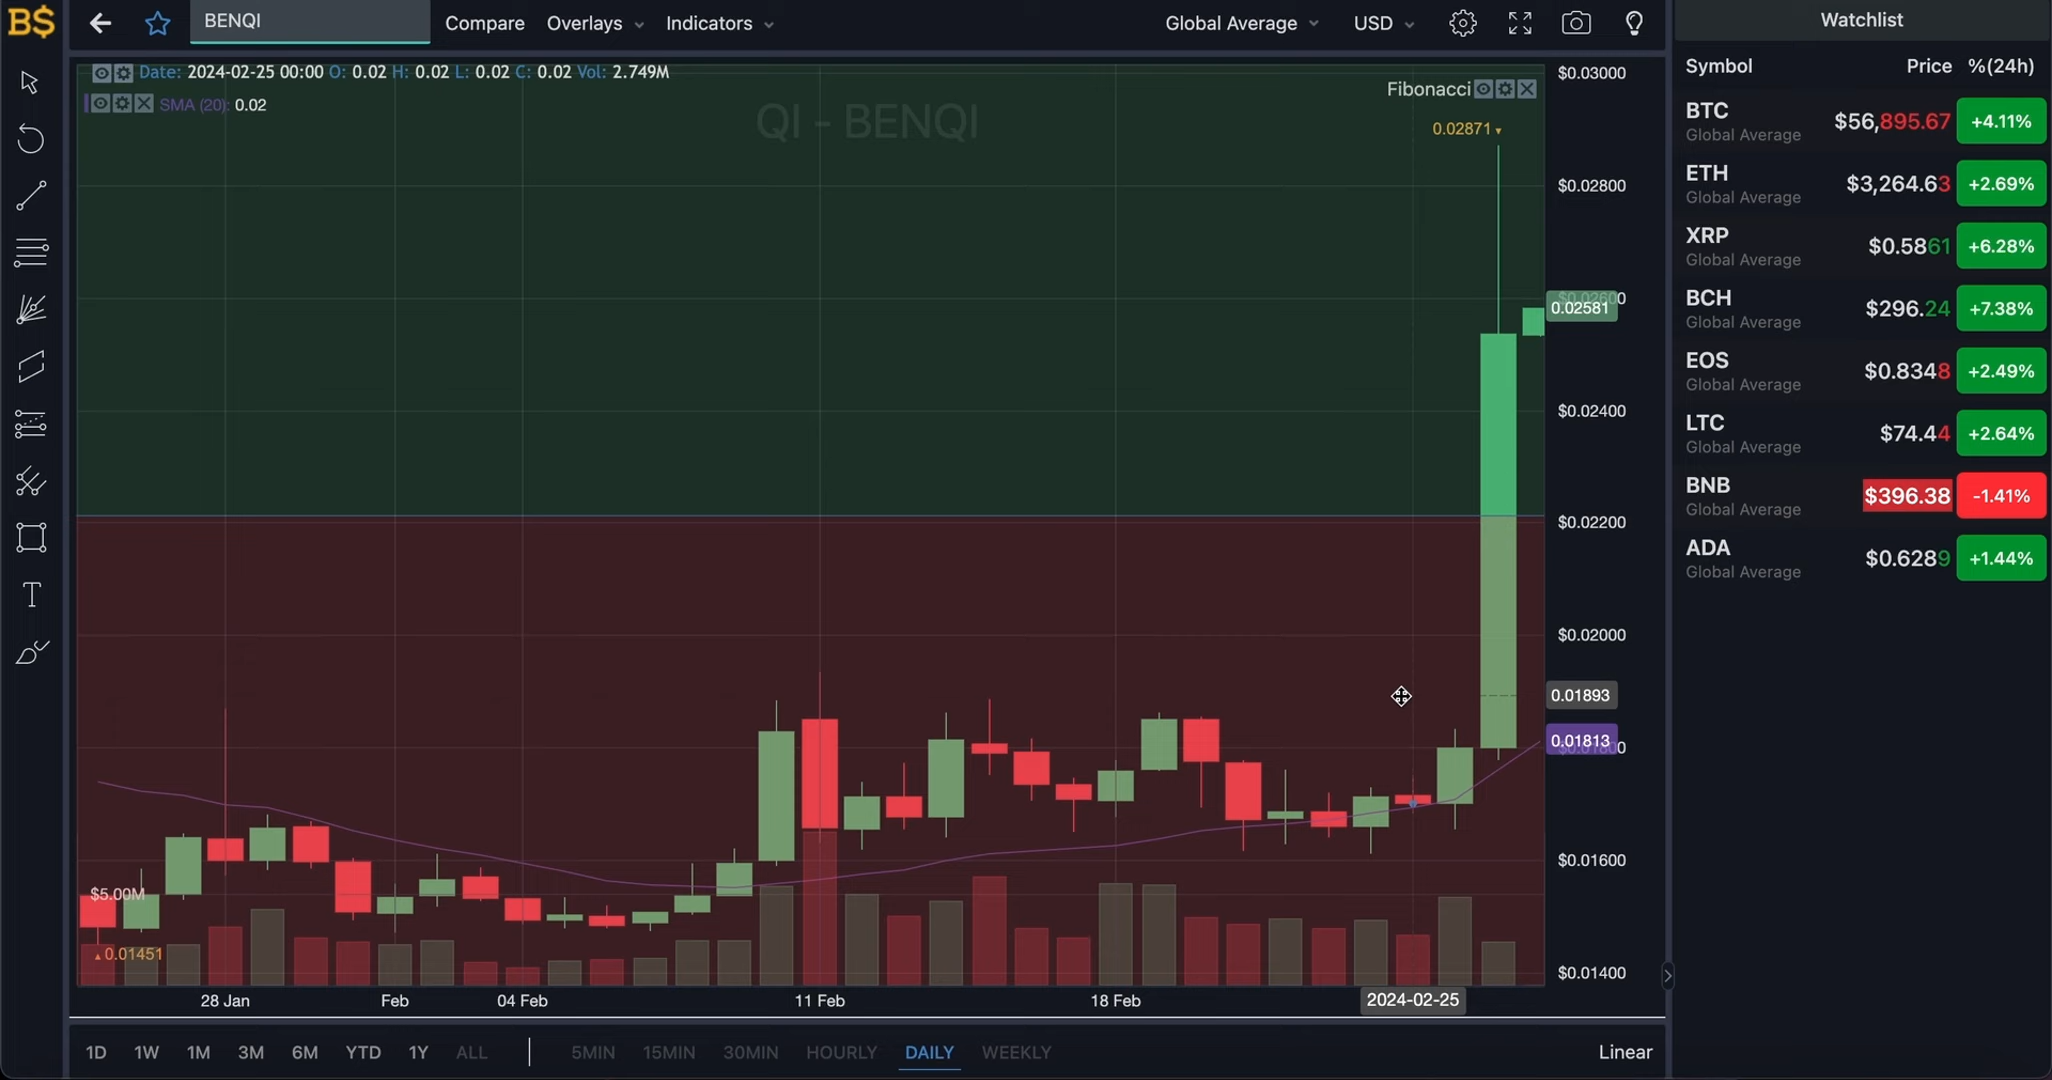 B$
BENQI
Compare
Overlays
Indicators
Global Average
USD
Date: 2024-02-25 00:00 O: 0.02 H: 0.02 L: 0.02 C: 0.02 Vol: 2.749M
SMA (20): 0.02
Fibonacci
QI - BENQI
0.02871
$0.03000
$0.02800
$0.02600
0.02581
$0.02400
$0.02200
$0.02000
0.01893
0.01813
$0.01800
$0.01600
$0.01400
$5.00M
0.01451
28 Jan
Feb
04 Feb
11 Feb
18 Feb
2024-02-25
1D
1W
1M
3M
6M
YTD
1Y
ALL
5MIN
15MIN
30MIN
HOURLY
DAILY
WEEKLY
Linear
Watchlist
Symbol Price %(24h)
BTC $56,895.67 +4.11%
Global Average
ETH $3,264.63 +2.69%
Global Average
XRP $0.5861 +6.28%
Global Average
BCH $296.24 +7.38%
Global Average
EOS $0.8348 +2.49%
Global Average
LTC $74.44 +2.64%
Global Average
BNB $396.38 -1.41%
Global Average
ADA $0.6289 +1.44%
Global Average
T